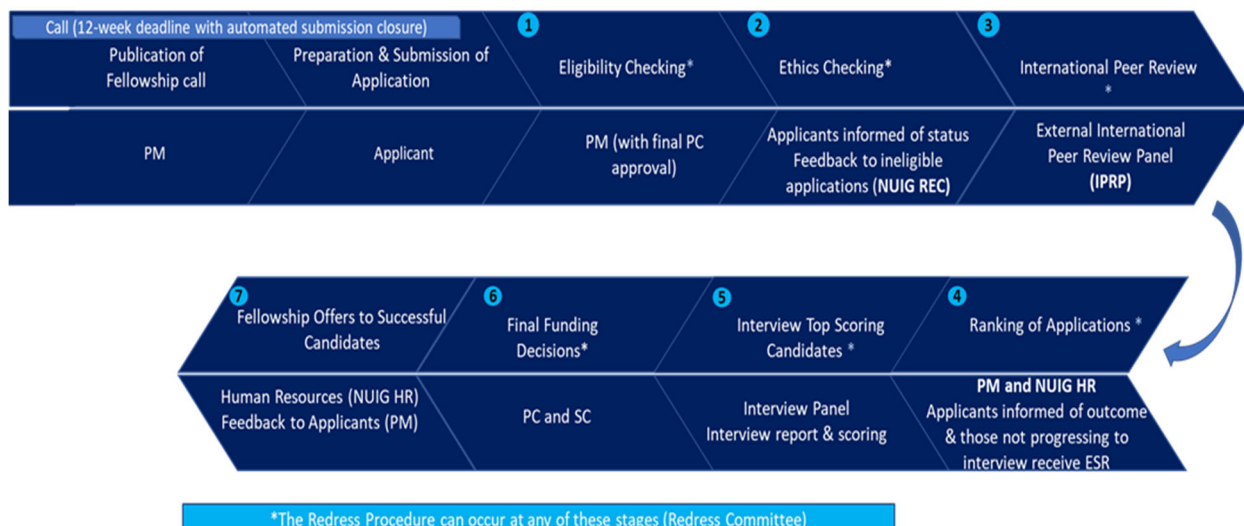 Call (12-week deadline with automated submission closure)
Publication of
Fellowship call
Preparation & Submission of
Application
1
Eligibility Checking*
2
Ethics Checking*
3
International Peer Review
*
PM
Applicant
PM (with final PC
approval)
Applicants informed of status
Feedback to ineligible
applications (NUIG REC)
External International
Peer Review Panel
(IPRP)
7
Fellowship Offers to Successful
Candidates
6
Final Funding
Decisions*
5
Interview Top Scoring
Candidates *
4
Ranking of Applications *
Human Resources (NUIG HR)
Feedback to Applicants (PM)
PC and SC
Interview Panel
Interview report & scoring
PM and NUIG HR
Applicants informed of outcome
& those not progressing to
interview receive ESR
*The Redress Procedure can occur at any of these stages (Redress Committee)